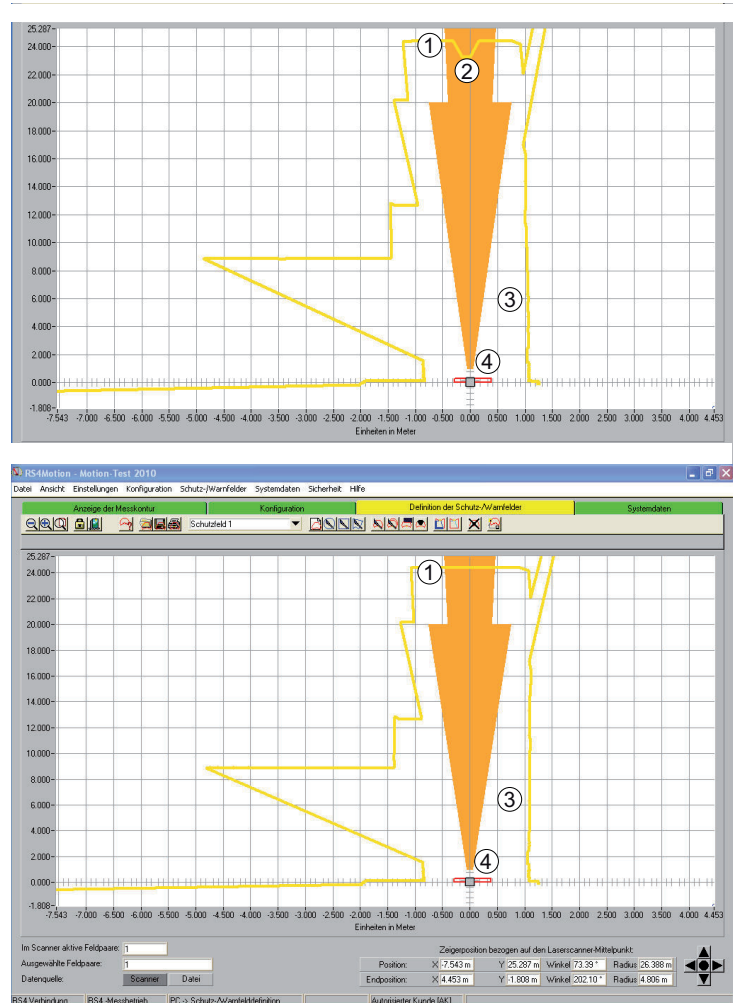 25.287
24.000
22.000
20.000
18.000
16.000
14.000
12.000
10.000
8.000
6.000
4.000
2.000
0.000
-1.808
① ② ③ ④
-7.543 -7.000 -6.500 -6.000 -5.500 -5.000 -4.500 -4.000 -3.500 -3.000 -2.500 -2.000 -1.500 -1.000 -0.500 0.000 0.500 1.000 1.500 2.000 2.500 3.000 3.500 4.000 4.453
Einheiten in Meter
RS4Motion - Motion-Test 2010
Datei Ansicht Einstellungen Konfiguration Schutz-/Warnfelder Systemdaten Sicherheit Hilfe
Anzeige der Messkontur Konfiguration Definition der Schutz-/Warnfelder Systemdaten
Schutzfeld 1
25.287
24.000
22.000
20.000
18.000
16.000
14.000
12.000
10.000
8.000
6.000
4.000
2.000
0.000
-1.808
① ③ ④
-7.543 -7.000 -6.500 -6.000 -5.500 -5.000 -4.500 -4.000 -3.500 -3.000 -2.500 -2.000 -1.500 -1.000 -0.500 0.000 0.500 1.000 1.500 2.000 2.500 3.000 3.500 4.000 4.453
Einheiten in Meter
Im Scanner aktive Feldpaare: 1
Ausgewählte Feldpaare: 1
Datenquelle: Scanner Datei
Zeigerposition bezogen auf den Laserscanner-Mittelpunkt:
Position: X -7.543 m Y 25.287 m Winkel 73.39 ° Radius 26.388 m
Endposition: X 4.453 m Y -1.808 m Winkel 202.10 ° Radius 4.806 m
RS4 Verbindung RS4 -Messbetrieb PC -> Schutz-/Warnfelddefinition Autorisierter Kunde [AK]